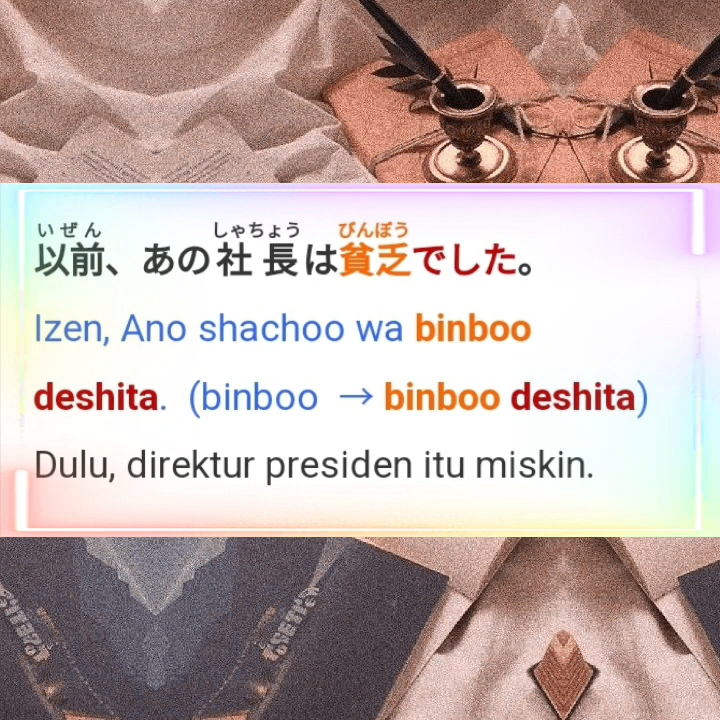 いぜん しゃちょう びんぼう
以前、あの社長は貧乏でした。
Izen, Ano shachoo wa binboo
deshita. (binboo → binboo deshita)
Dulu, direktur presiden itu miskin.